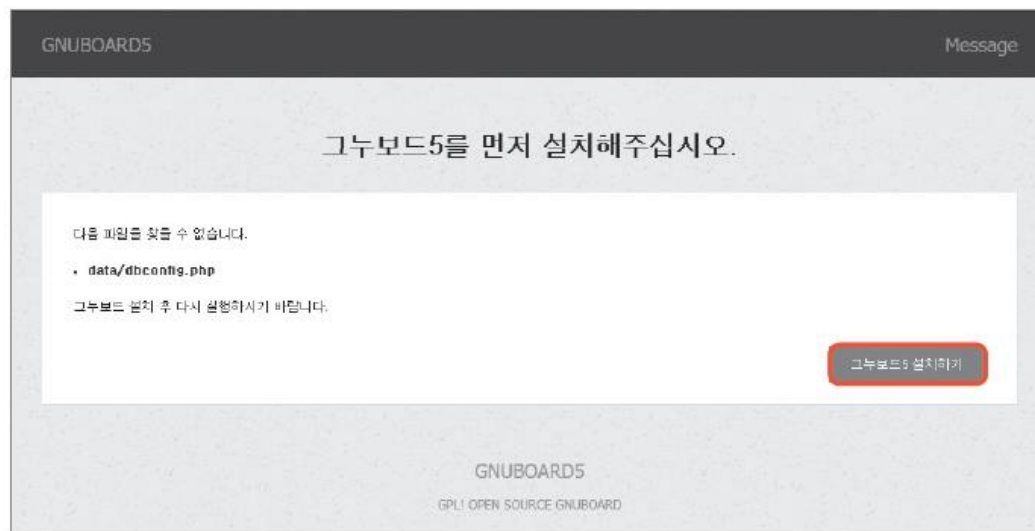 GNUBOARD5
Message
그누보드5를 먼저 설치해주십시오.
다음 파일을 찾을 수 없습니다.
• data/dbconfig.php
그누보드 설치 후 다시 실행하시기 바랍니다.
그누보드5 설치하기
GNUBOARD5
GPL! OPEN SOURCE GNUBOARD